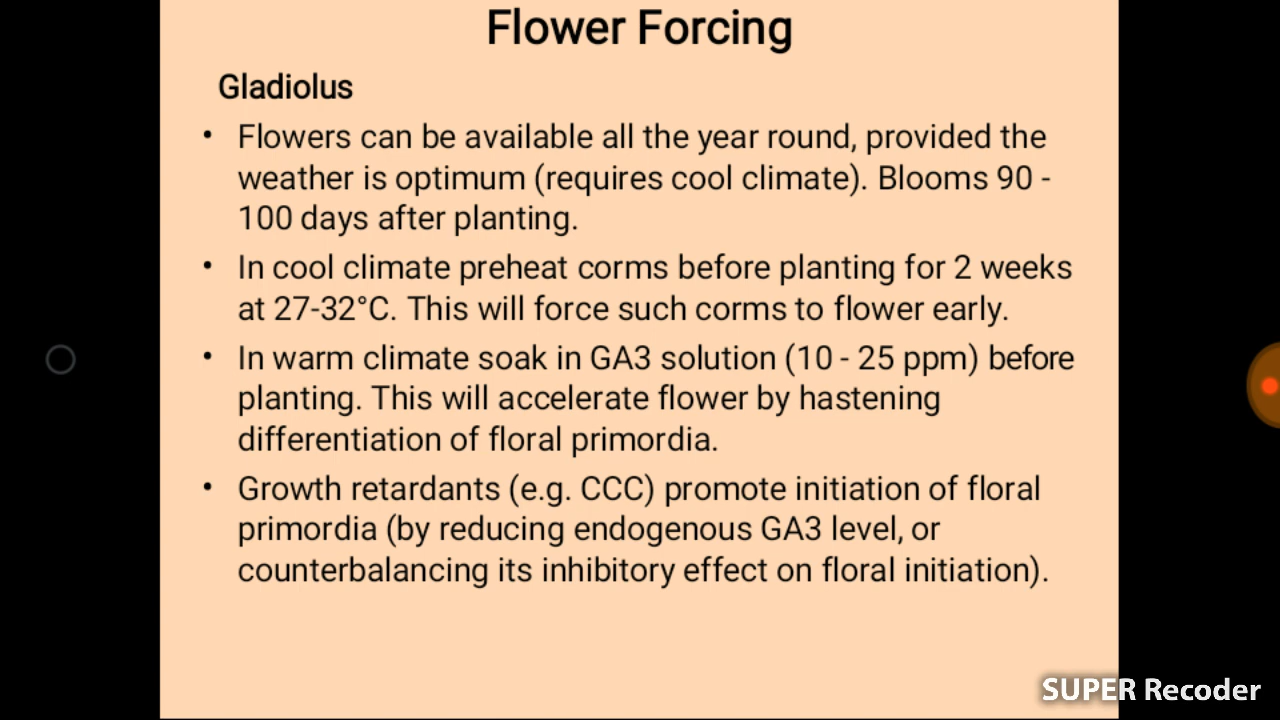 Flower Forcing
Gladiolus
• Flowers can be available all the year round, provided the
weather is optimum (requires cool climate). Blooms 90 -
100 days after planting.
• In cool climate preheat corms before planting for 2 weeks
at 27-32°C. This will force such corms to flower early.
• In warm climate soak in GA3 solution (10 - 25 ppm) before
planting. This will accelerate flower by hastening
differentiation of floral primordia.
• Growth retardants (e.g. CCC) promote initiation of floral
primordia (by reducing endogenous GA3 level, or
counterbalancing its inhibitory effect on floral initiation).
SUPER Recoder